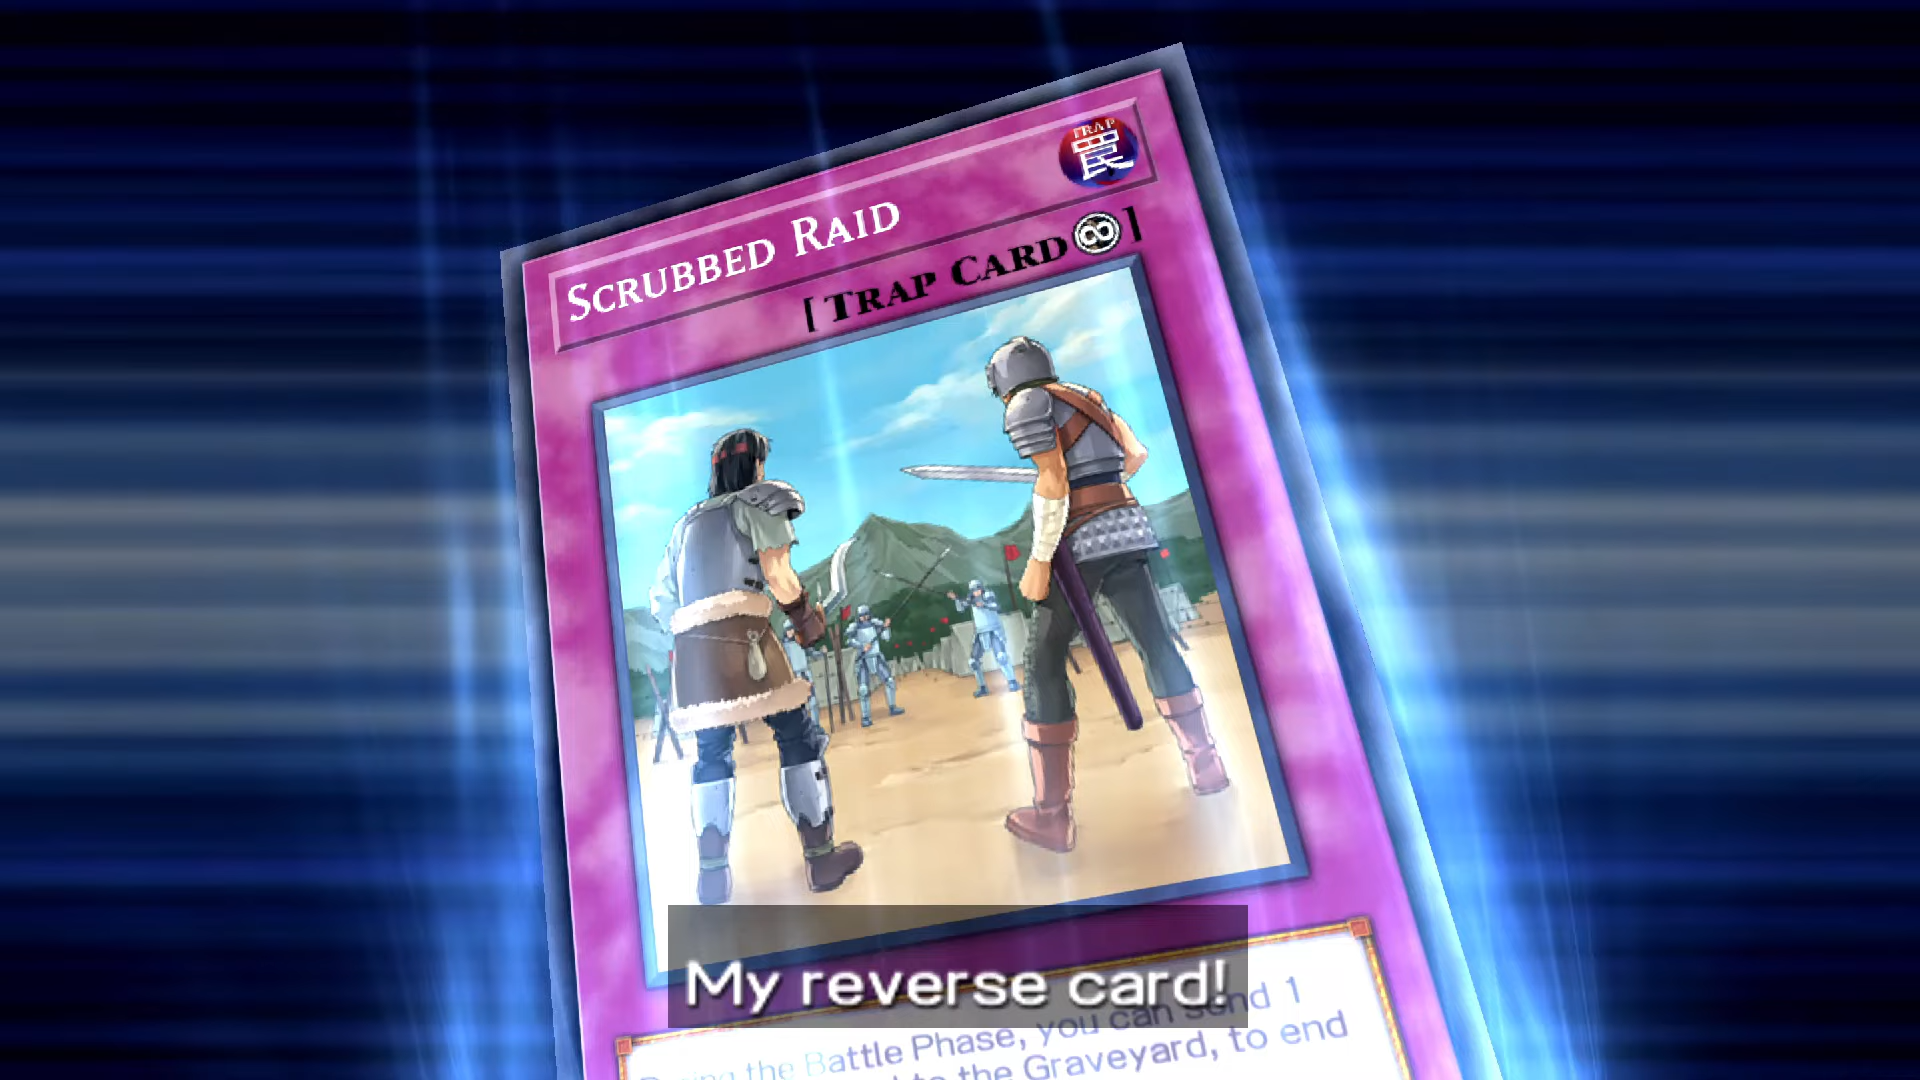 TRAP
罠
SCRUBBED RAID
[TRAP CARD ∞]
My reverse card!
the Battle Phase, you can send 1
to the Graveyard, to end